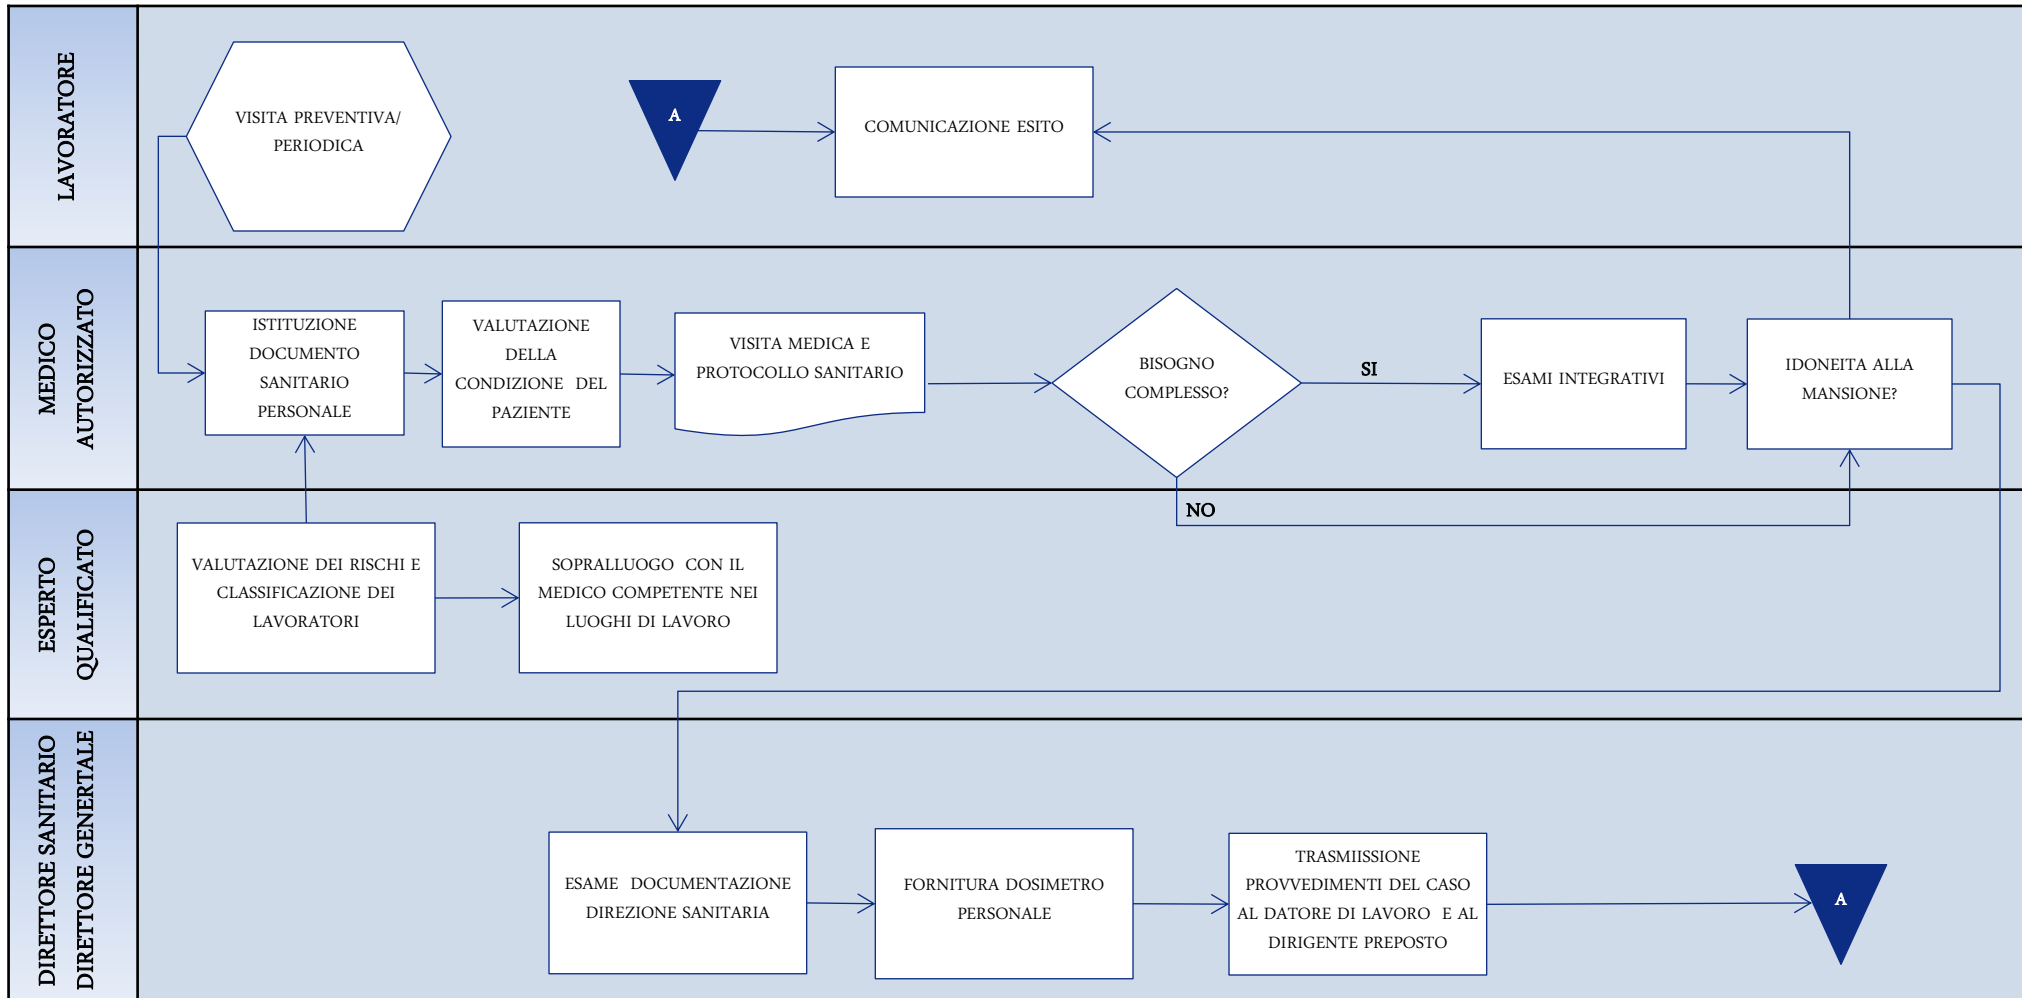 LAVORATORE
VISITA PREVENTIVA/
PERIODICA
A
COMUNICAZIONE ESITO
MEDICO
AUTORIZZATO
ISTITUZIONE
DOCUMENTO
SANITARIO
PERSONALE
VALUTAZIONE
DELLA
CONDIZIONE DEL
PAZIENTE
VISITA MEDICA E
PROTOCOLLO SANITARIO
BISOGNO
COMPLESSO?
SI
NO
ESAMI INTEGRATIVI
IDONEITA ALLA
MANSIONE?
ESPERTO
QUALIFICATO
VALUTAZIONE DEI RISCHI E
CLASSIFICAZIONE DEI
LAVORATORI
SOPRALLUOGO CON IL
MEDICO COMPETENTE NEI
LUOGHI DI LAVORO
DIRETTORE SANITARIO
DIRETTORE GENERTALE
ESAME DOCUMENTAZIONE
DIREZIONE SANITARIA
FORNITURA DOSIMETRO
PERSONALE
TRASMIISSIONE
PROVVEDIMENTI DEL CASO
AL DATORE DI LAVORO E AL
DIRIGENTE PREPOSTO
A